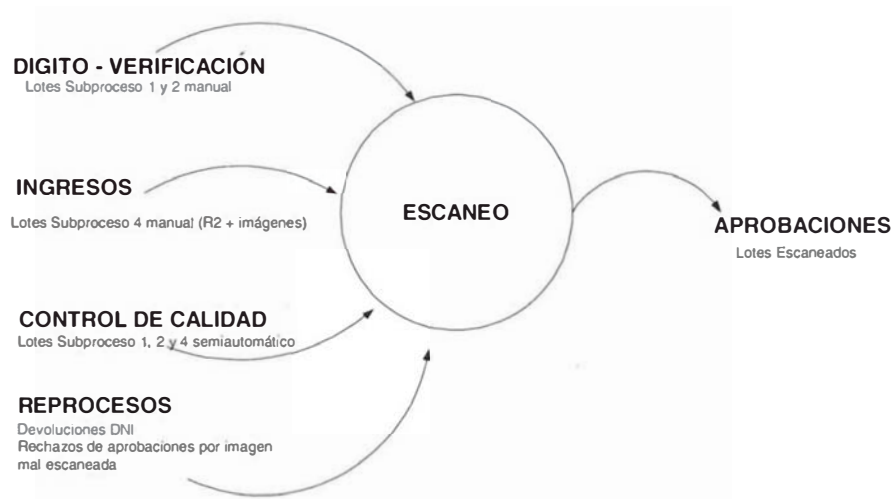 DIGITO - VERIFICACIÓN
Lotes Subproceso 1 y 2 manual
INGRESOS
Lotes Subproceso 4 manual (R2 + imágenes)
CONTROL DE CALIDAD
Lotes Subproceso 1, 2 y 4 semiautomático
REPROCESOS
Devoluciones DNI
Rechazos de aprobaciones por imagen
mal escaneada
ESCANEO
APROBACIONES
Lotes Escaneados